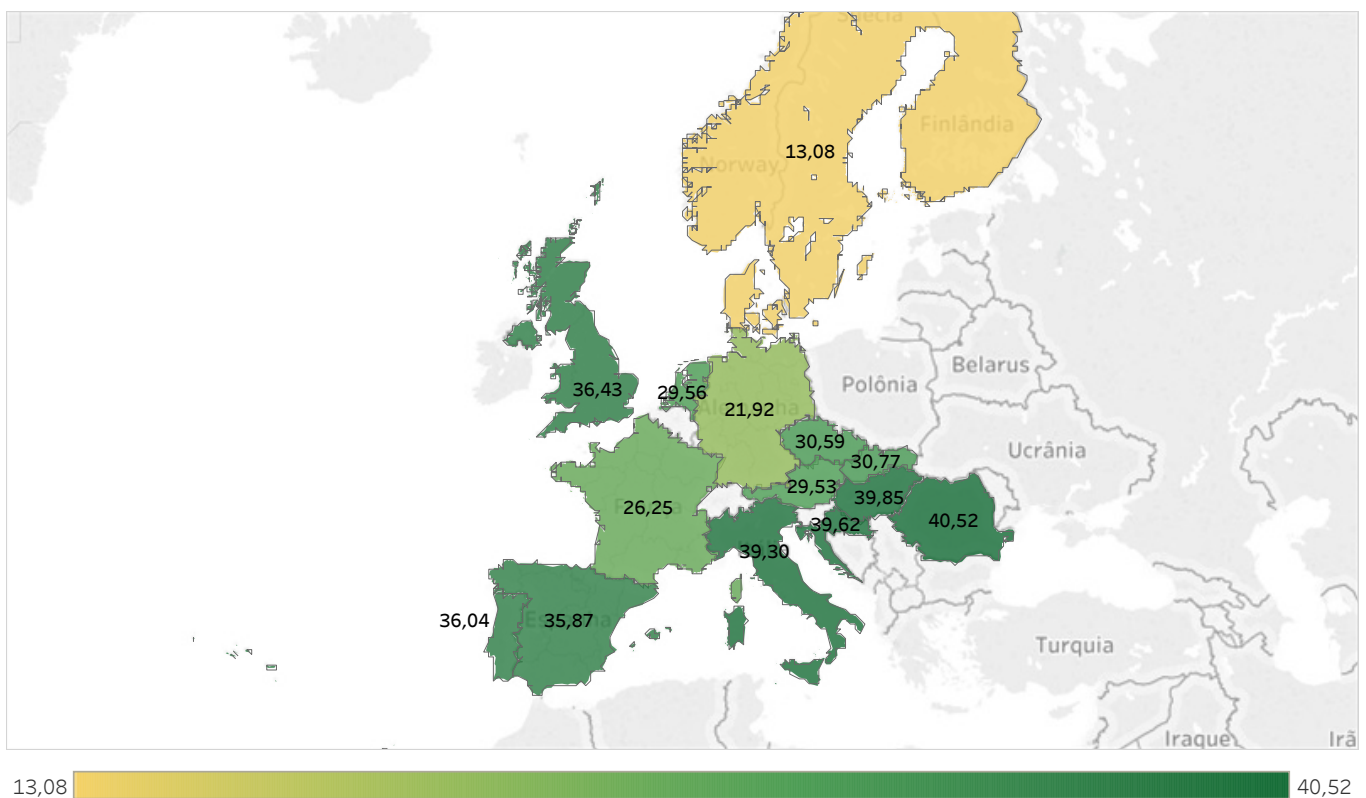 Suécia
Finlândia
13,08
Norway
Belarus
36,43
29,56
Polônia
Alemanha
21,92
30,59
Ucrânia
30,77
29,53
39,85
26,25
39,62
40,52
39,30
36,04
35,87
Turquia
Iraque
Irã
13,08
40,52